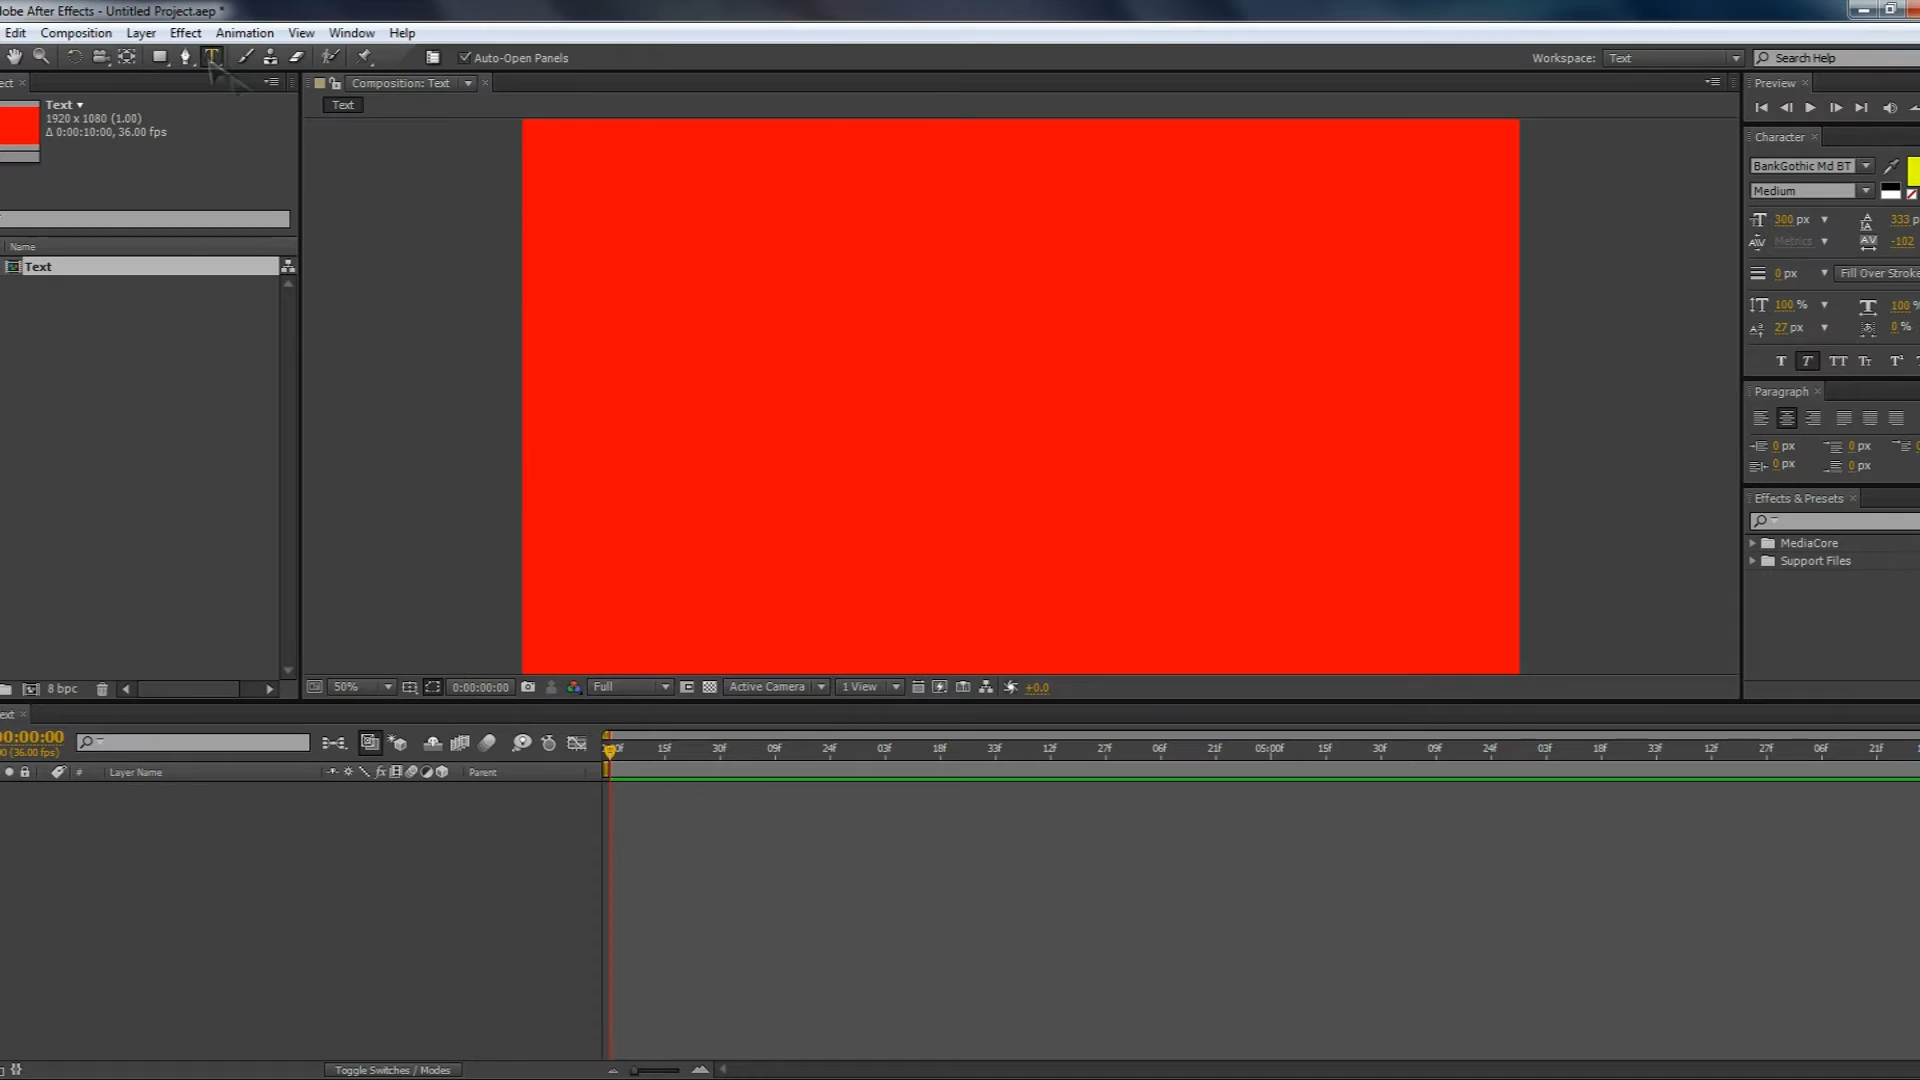 dobe After Effects - Untitled Project.aep *
Edit Composition Layer Effect Animation View Window Help
Auto-Open Panels
Workspace: Text
Search Help
ect
Composition: Text
Preview
Text
1920 x 1080 (1.00)
Δ 0:00:10:00, 36.00 fps
Text
Character
BankGothic Md BT
Medium
300 px
333 p
Metrics
-102
0 px
Fill Over Stroke
100 %
100 %
27 px
0 %
T T TT Tt T¹
Name
Text
Paragraph
0 px 0 px 0
0 px 0 px
Effects & Presets
MediaCore
Support Files
8 bpc
50%
0:00:00:00
Full
Active Camera
1 View
+0.0
ext
00:00:00
00 (36.00 fps)
:00f 15f 30f 09f 24f 03f 18f 33f 12f 27f 06f 21f 05:00f 15f 30f 09f 24f 03f 18f 33f 12f 27f 06f 21f
# Layer Name
fx
Parent
Toggle Switches / Modes